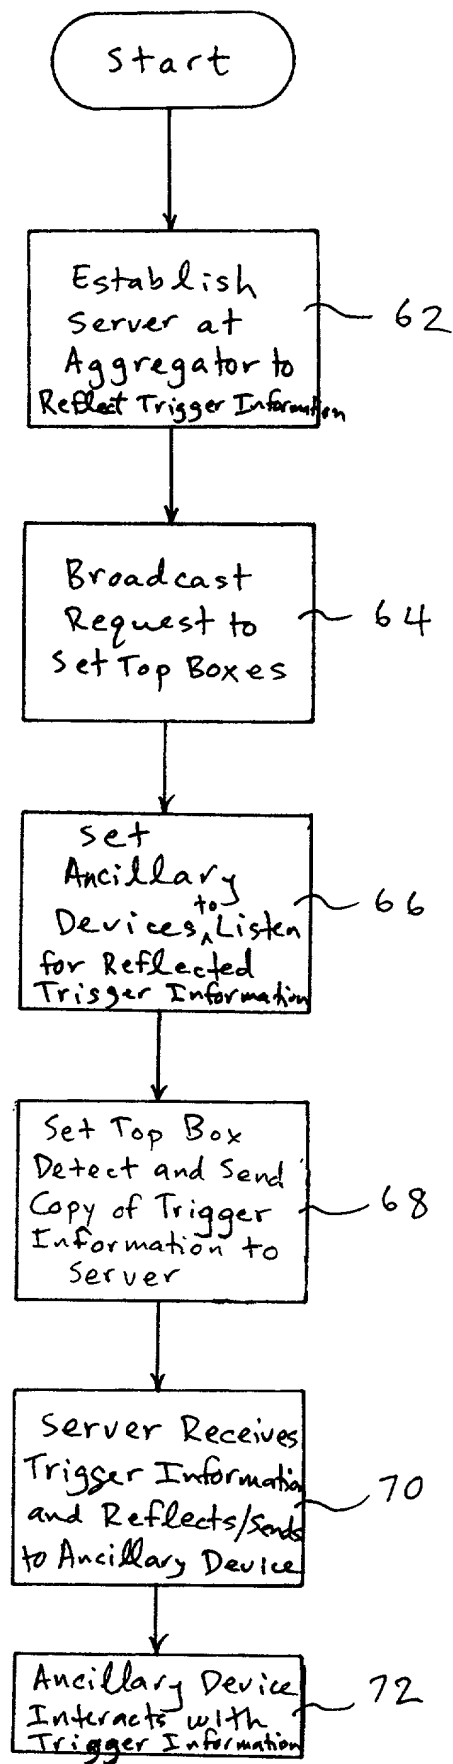 Start
Establish
Server at
Aggregator to
Reflect Trigger Information
62
Broadcast
Request to
Set Top Boxes
64
Set
Ancillary
Devices to Listen
for Reflected
Trigger Information
66
Set Top Box
Detect and Send
Copy of Trigger
Information to
Server
68
Server Receives
Trigger Information
and Reflects/Sends
to Ancillary Device
70
Ancillary Device
Interacts with
Trigger Information
72